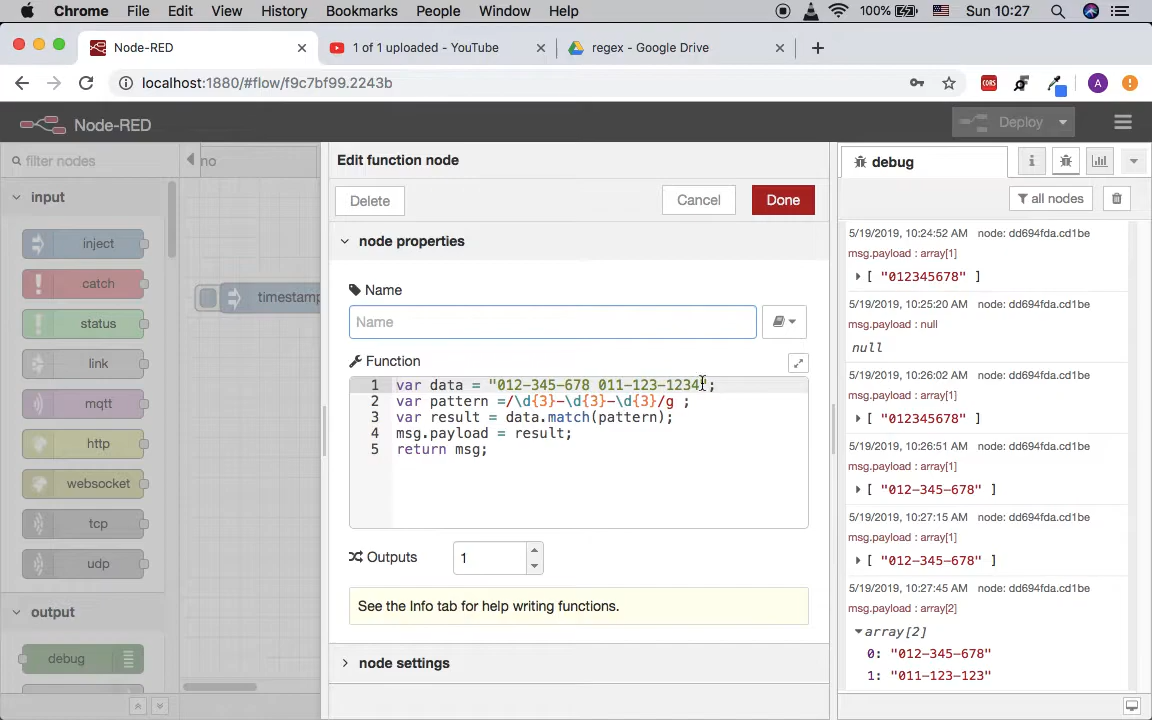 Chrome File Edit View History Bookmarks People Window Help 100% Sun 10:27
Node-RED
1 of 1 uploaded - YouTube
regex - Google Drive
localhost:1880/#flow/f9c7bf99.2243b
CORS
A
Node-RED
Deploy
filter nodes
input
inject
catch
status
link
mqtt
http
websocket
tcp
udp
output
debug
no
timestamp
Edit function node
Delete
Cancel
Done
node properties
Name
Name
Function
1 var data = "012-345-678 011-123-1234";
2 var pattern =/\d{3}-\d{3}-\d{3}/g ;
3 var result = data.match(pattern);
4 msg.payload = result;
5 return msg;
Outputs
1
See the Info tab for help writing functions.
node settings
debug
i
all nodes
5/19/2019, 10:24:52 AM node: dd694fda.cd1be
msg.payload : array[1]
[ "012345678" ]
5/19/2019, 10:25:20 AM node: dd694fda.cd1be
msg.payload : null
null
5/19/2019, 10:26:02 AM node: dd694fda.cd1be
msg.payload : array[1]
[ "012345678" ]
5/19/2019, 10:26:51 AM node: dd694fda.cd1be
msg.payload : array[1]
[ "012-345-678" ]
5/19/2019, 10:27:15 AM node: dd694fda.cd1be
msg.payload : array[1]
[ "012-345-678" ]
5/19/2019, 10:27:45 AM node: dd694fda.cd1be
msg.payload : array[2]
array[2]
0: "012-345-678"
1: "011-123-123"